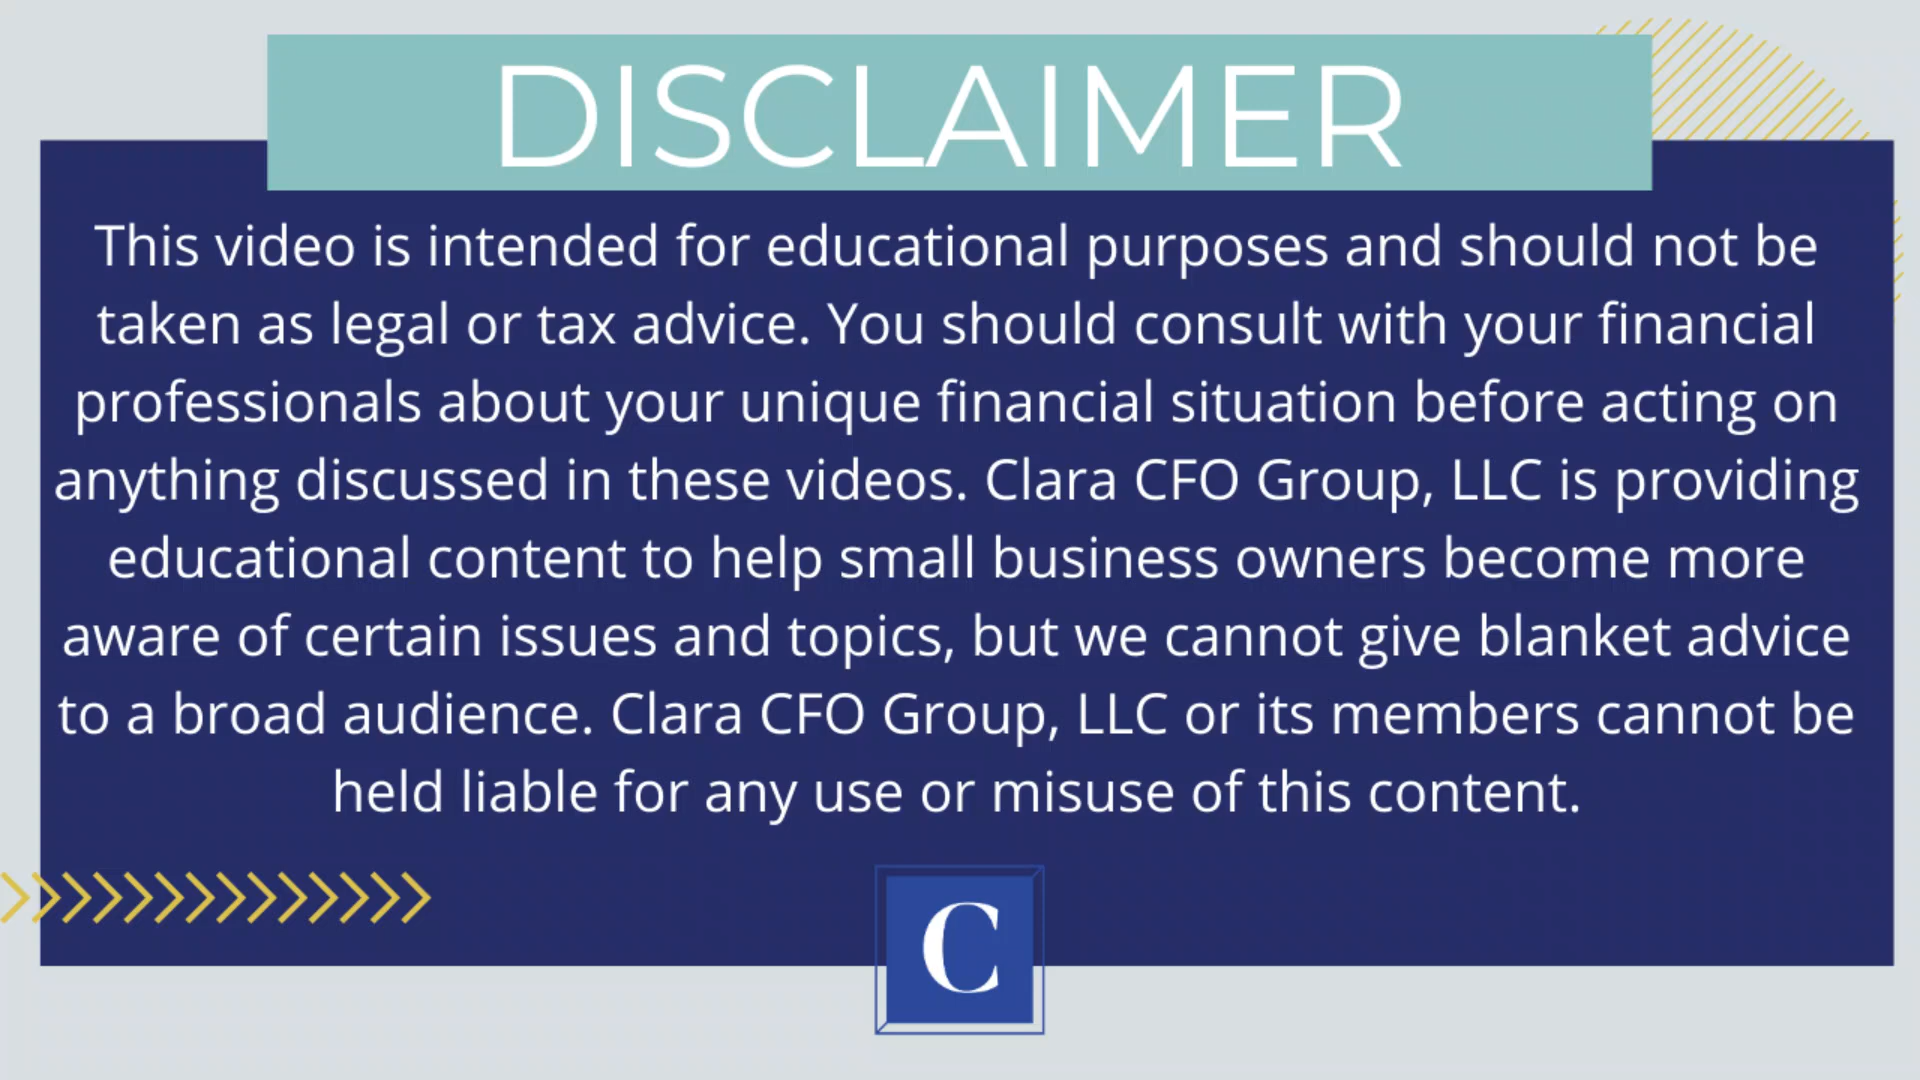 DISCLAIMER
This video is intended for educational purposes and should not be
taken as legal or tax advice. You should consult with your financial
professionals about your unique financial situation before acting on
anything discussed in these videos. Clara CFO Group, LLC is providing
educational content to help small business owners become more
aware of certain issues and topics, but we cannot give blanket advice
to a broad audience. Clara CFO Group, LLC or its members cannot be
held liable for any use or misuse of this content.
C